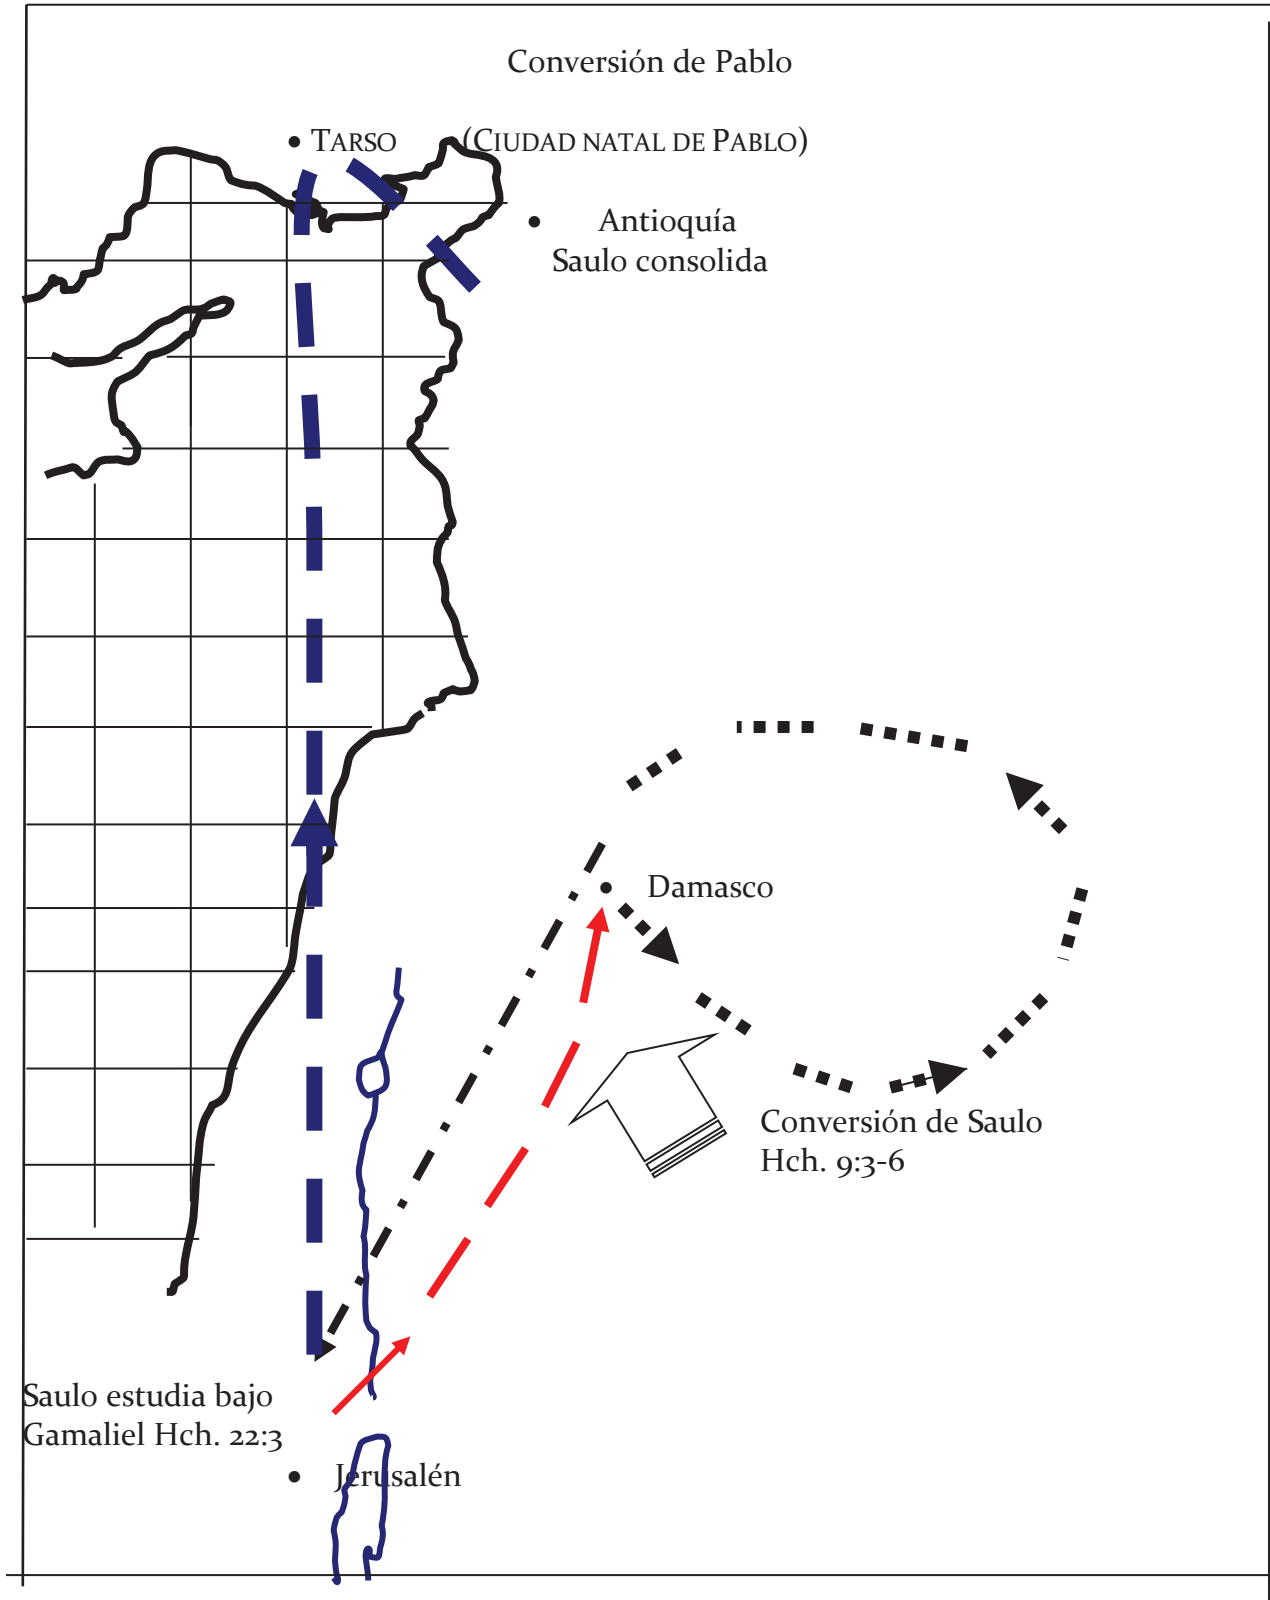 Conversión de Pablo
• TARSO (CIUDAD NATAL DE PABLO)
• Antioquía
Saulo consolida
• Damasco
Conversión de Saulo
Hch. 9:3-6
Saulo estudia bajo
Gamaliel Hch. 22:3
• Jerusalén